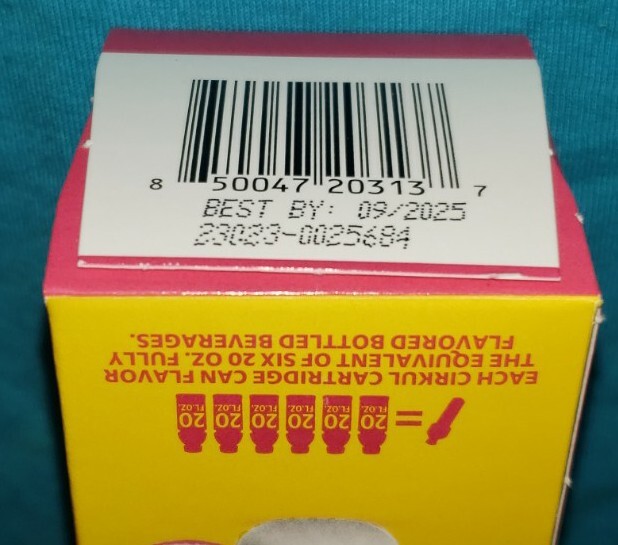 8 50047 20313 7
BEST BY: 09/2025
23023-0025684
EACH CIRKUL CARTRIDGE CAN FLAVOR
THE EQUIVALENT OF SIX 20 OZ. FULLY
FLAVORED BOTTLED BEVERAGES.
= 20 20 20 20 20 20
FL.OZ. FL.OZ. FL.OZ. FL.OZ. FL.OZ. FL.OZ.